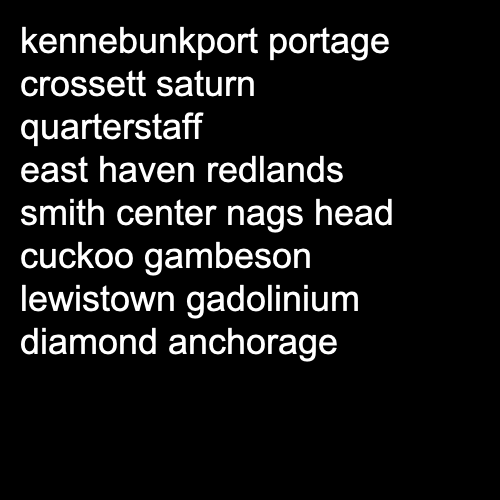 kennebunkport portage
crossett saturn
quarterstaff
east haven redlands
smith center nags head
cuckoo gambeson
lewistown gadolinium
diamond anchorage